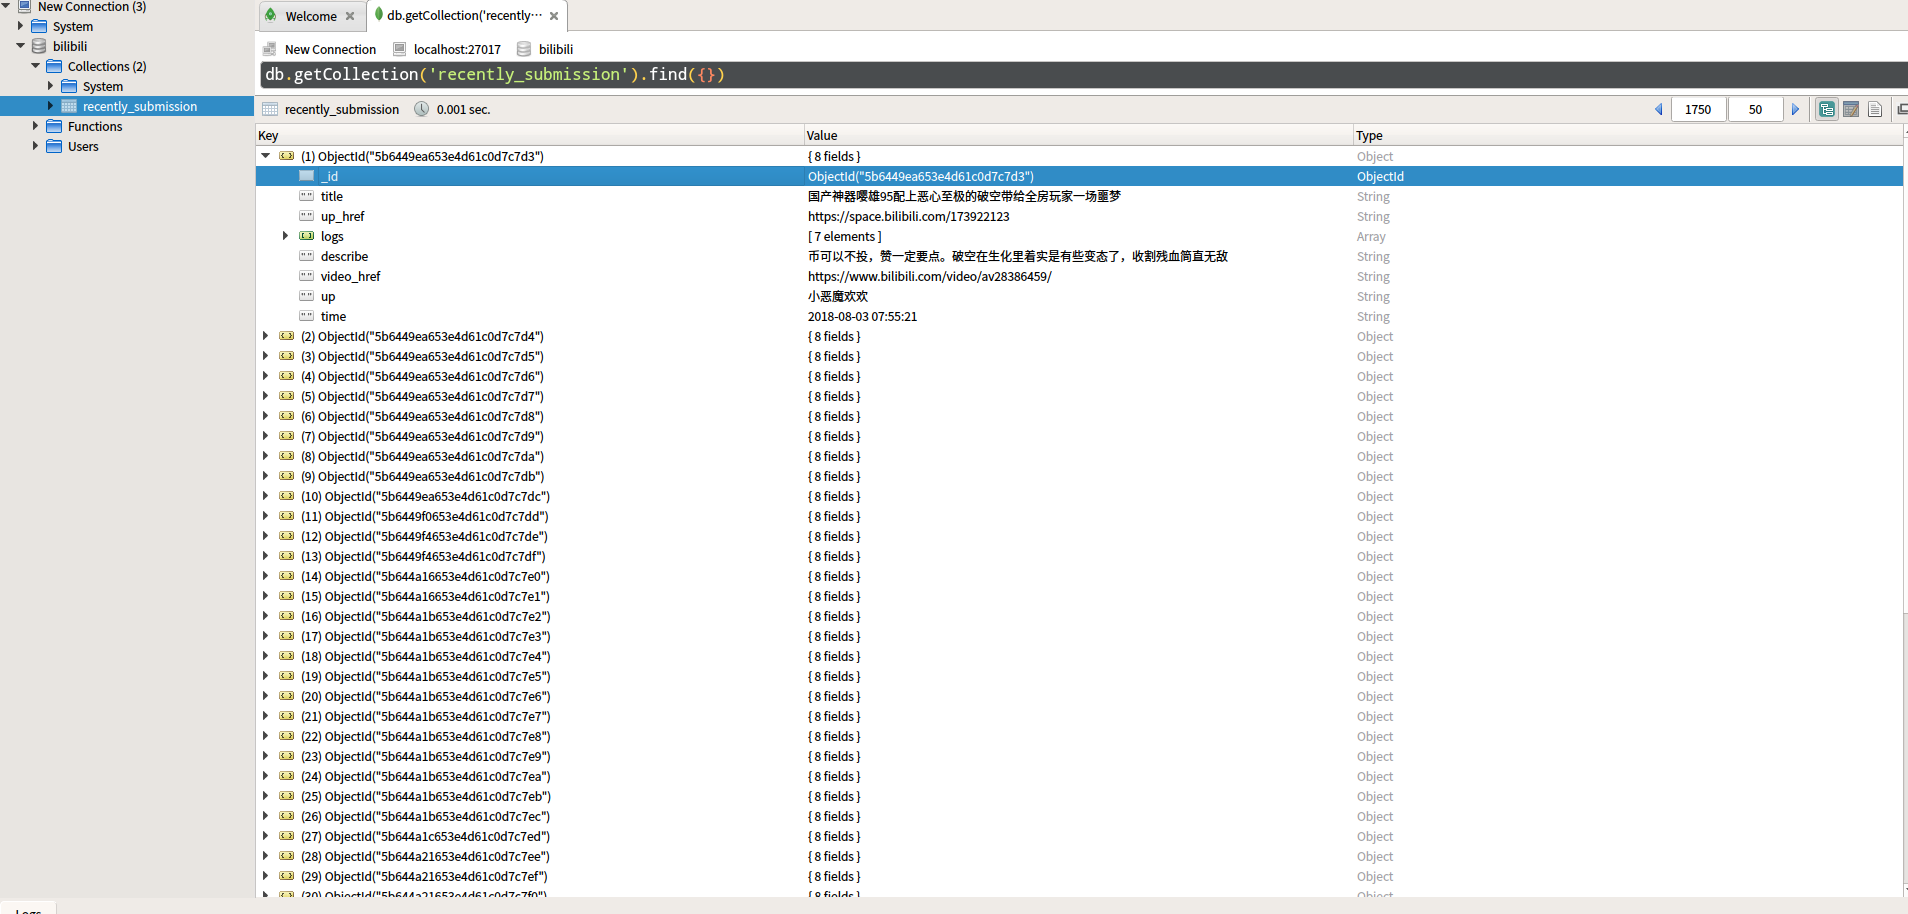 New Connection (3)
System
bilibili
Collections (2)
System
recently_submission
Functions
Users
Welcome
db.getCollection('recently···
New Connection localhost:27017 bilibili
db.getCollection('recently_submission').find({})
recently_submission 0.001 sec. 1750 50
Key Value Type
(1) ObjectId("5b6449ea653e4d61c0d7c7d3") { 8 fields } Object
_id ObjectId("5b6449ea653e4d61c0d7c7d3") ObjectId
title 国产神器嘤雄95配上恶心至极的破空带给全房玩家一场噩梦 String
up_href https://space.bilibili.com/173922123 String
logs [ 7 elements ] Array
describe 币可以不投，赞一定要点。破空在生化里着实是有些变态了，收割残血简直无敌 String
video_href https://www.bilibili.com/video/av28386459/ String
up 小恶魔欢欢 String
time 2018-08-03 07:55:21 String
(2) ObjectId("5b6449ea653e4d61c0d7c7d4") { 8 fields } Object
(3) ObjectId("5b6449ea653e4d61c0d7c7d5") { 8 fields } Object
(4) ObjectId("5b6449ea653e4d61c0d7c7d6") { 8 fields } Object
(5) ObjectId("5b6449ea653e4d61c0d7c7d7") { 8 fields } Object
(6) ObjectId("5b6449ea653e4d61c0d7c7d8") { 8 fields } Object
(7) ObjectId("5b6449ea653e4d61c0d7c7d9") { 8 fields } Object
(8) ObjectId("5b6449ea653e4d61c0d7c7da") { 8 fields } Object
(9) ObjectId("5b6449ea653e4d61c0d7c7db") { 8 fields } Object
(10) ObjectId("5b6449ea653e4d61c0d7c7dc") { 8 fields } Object
(11) ObjectId("5b6449f0653e4d61c0d7c7dd") { 8 fields } Object
(12) ObjectId("5b6449f4653e4d61c0d7c7de") { 8 fields } Object
(13) ObjectId("5b6449f4653e4d61c0d7c7df") { 8 fields } Object
(14) ObjectId("5b644a16653e4d61c0d7c7e0") { 8 fields } Object
(15) ObjectId("5b644a16653e4d61c0d7c7e1") { 8 fields } Object
(16) ObjectId("5b644a1b653e4d61c0d7c7e2") { 8 fields } Object
(17) ObjectId("5b644a1b653e4d61c0d7c7e3") { 8 fields } Object
(18) ObjectId("5b644a1b653e4d61c0d7c7e4") { 8 fields } Object
(19) ObjectId("5b644a1b653e4d61c0d7c7e5") { 8 fields } Object
(20) ObjectId("5b644a1b653e4d61c0d7c7e6") { 8 fields } Object
(21) ObjectId("5b644a1b653e4d61c0d7c7e7") { 8 fields } Object
(22) ObjectId("5b644a1b653e4d61c0d7c7e8") { 8 fields } Object
(23) ObjectId("5b644a1b653e4d61c0d7c7e9") { 8 fields } Object
(24) ObjectId("5b644a1b653e4d61c0d7c7ea") { 8 fields } Object
(25) ObjectId("5b644a1b653e4d61c0d7c7eb") { 8 fields } Object
(26) ObjectId("5b644a1b653e4d61c0d7c7ec") { 8 fields } Object
(27) ObjectId("5b644a1c653e4d61c0d7c7ed") { 8 fields } Object
(28) ObjectId("5b644a21653e4d61c0d7c7ee") { 8 fields } Object
(29) ObjectId("5b644a21653e4d61c0d7c7ef") { 8 fields } Object
(30) ObjectId("5b644a21653e4d61c0d7c7f0") { 8 fields } Object
Logs